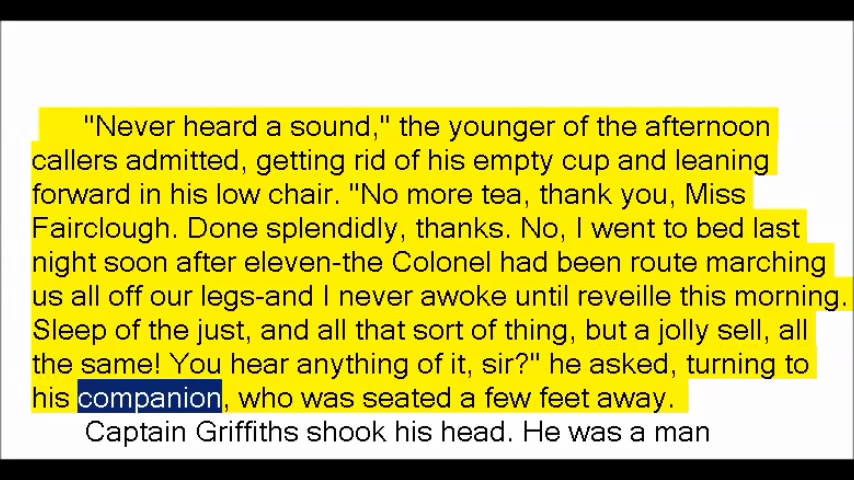 "Never heard a sound," the younger of the afternoon
callers admitted, getting rid of his empty cup and leaning
forward in his low chair. "No more tea, thank you, Miss
Fairclough. Done splendidly, thanks. No, I went to bed last
night soon after eleven-the Colonel had been route marching
us all off our legs-and I never awoke until reveille this morning.
Sleep of the just, and all that sort of thing, but a jolly sell, all
the same! You hear anything of it, sir?" he asked, turning to
his companion, who was seated a few feet away.
Captain Griffiths shook his head. He was a man